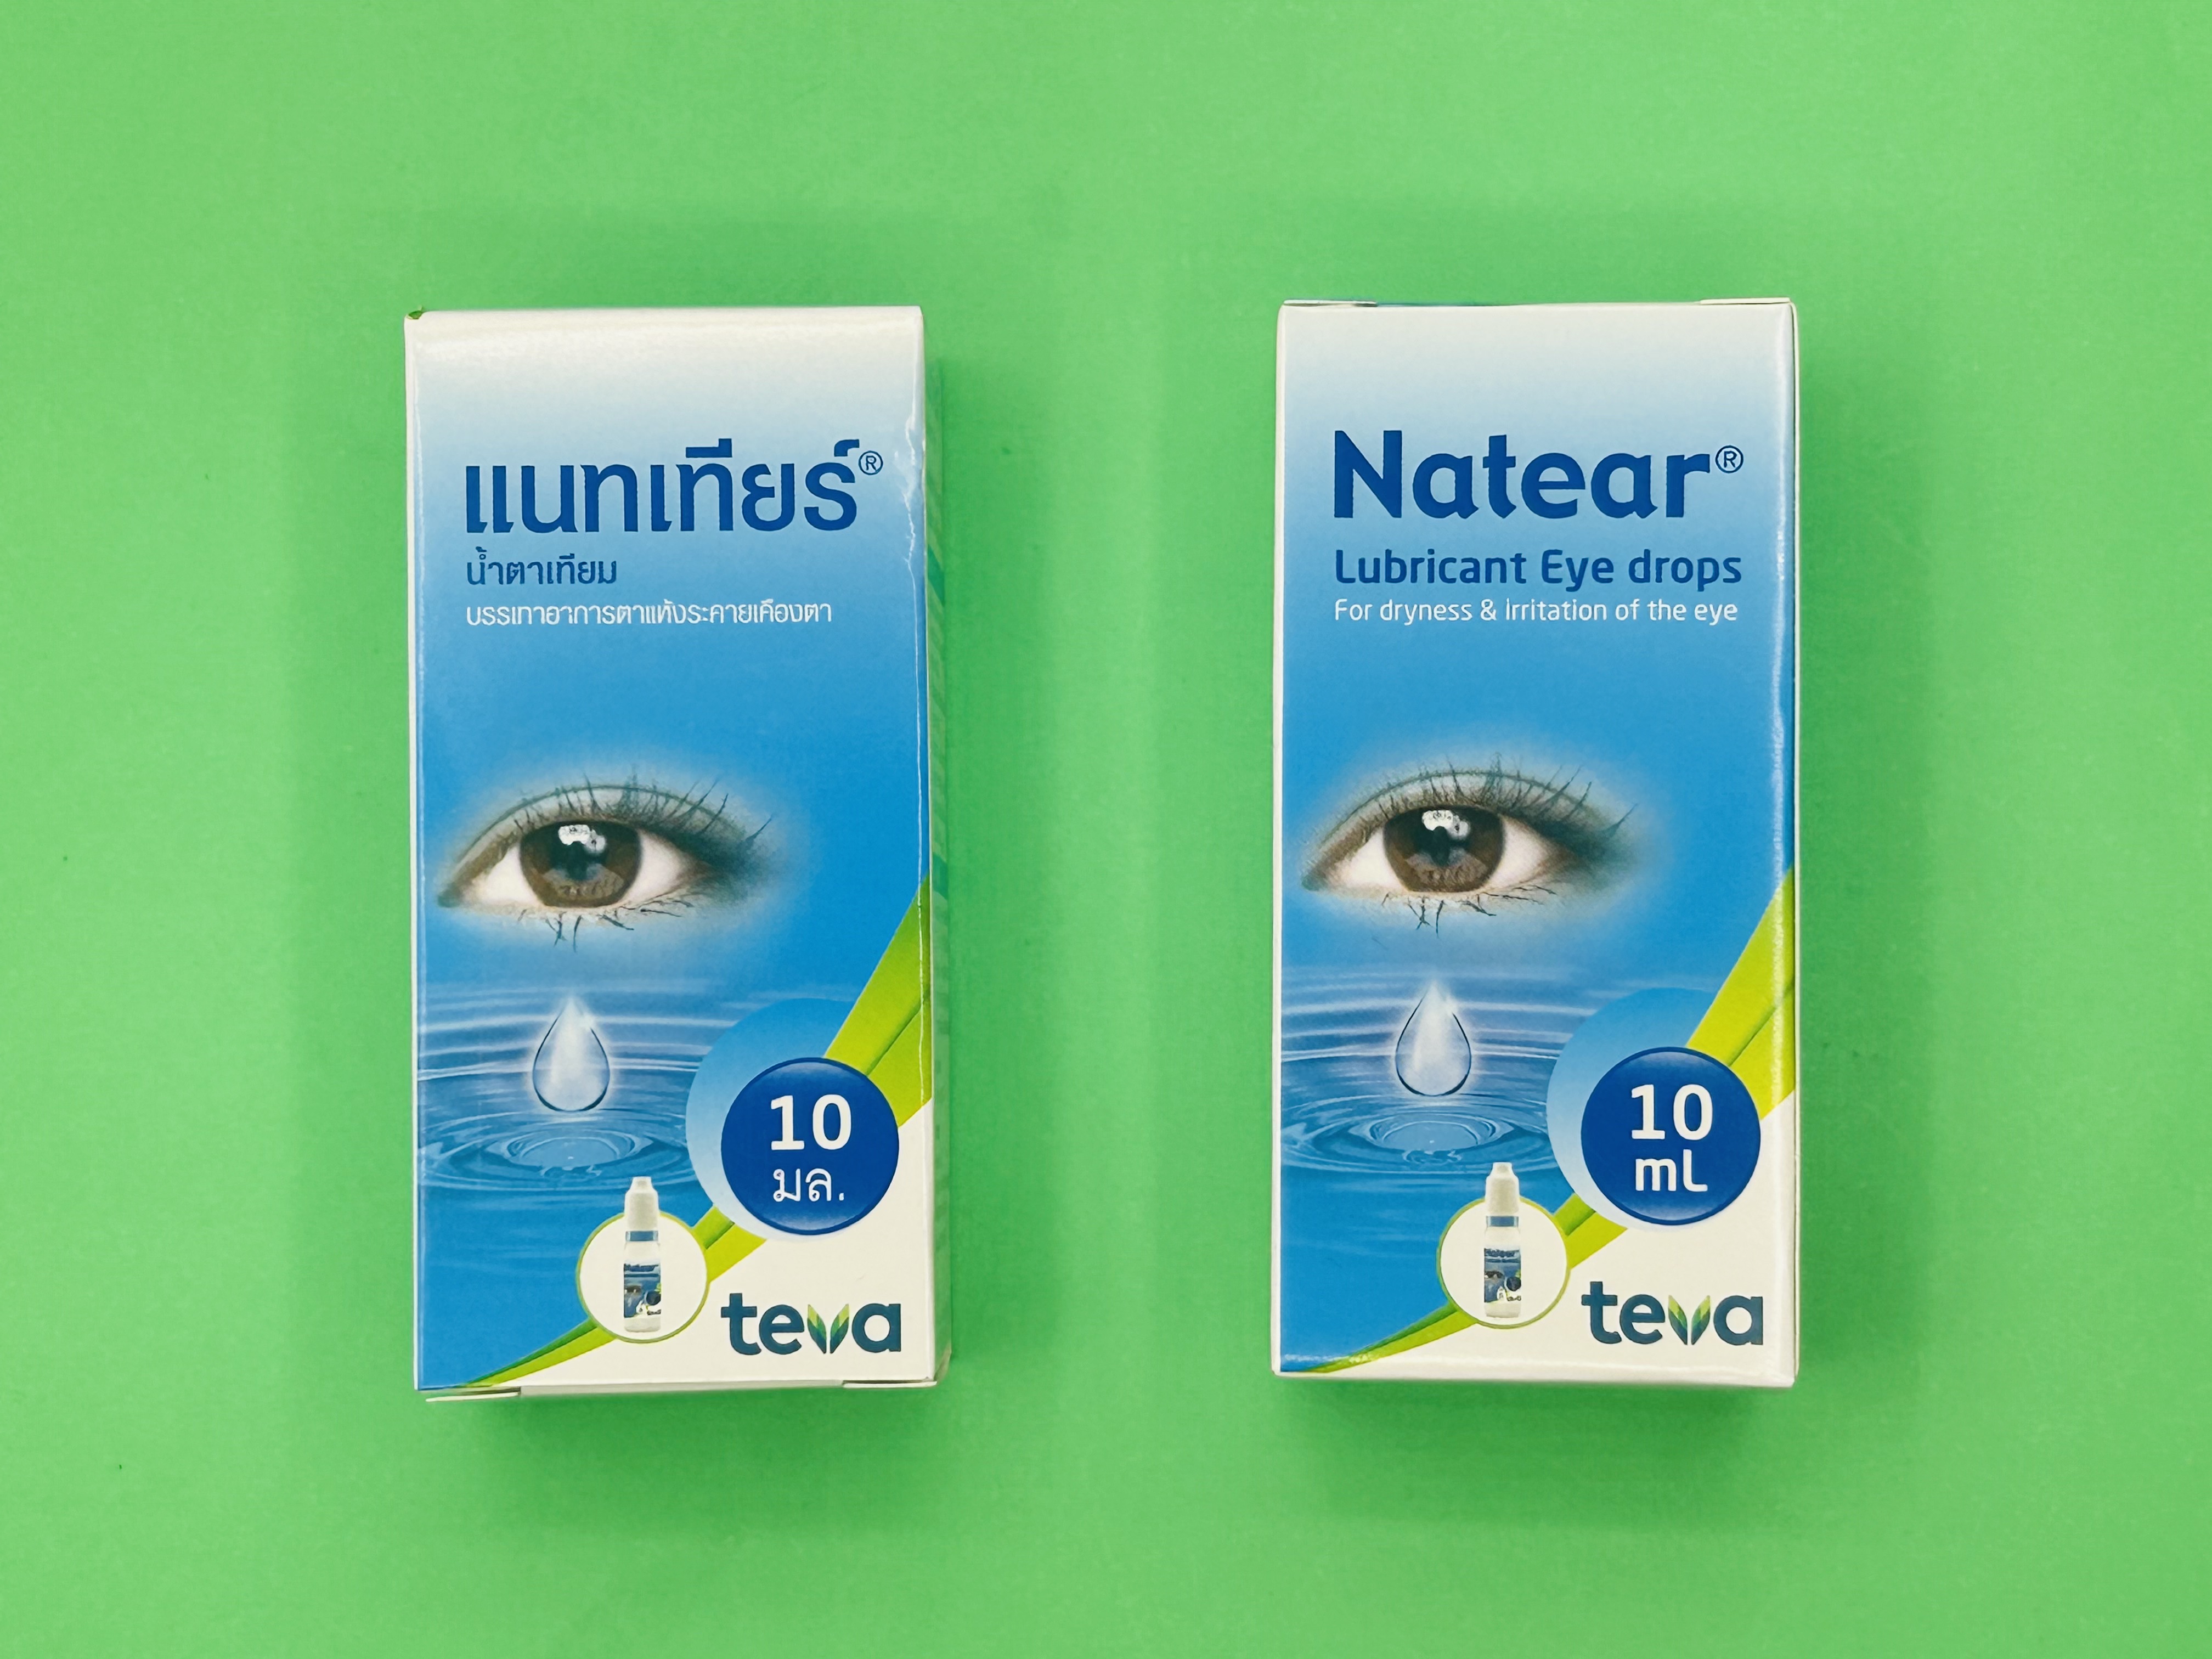 แนทเทียร์®
น้ำตาเทียม
บรรเทาอาการตาแห้งระคายเคืองตา
10
มล.
Natear
teva
Natear®
Lubricant Eye drops
For dryness & irritation of the eye
10
mL
Natear
teva